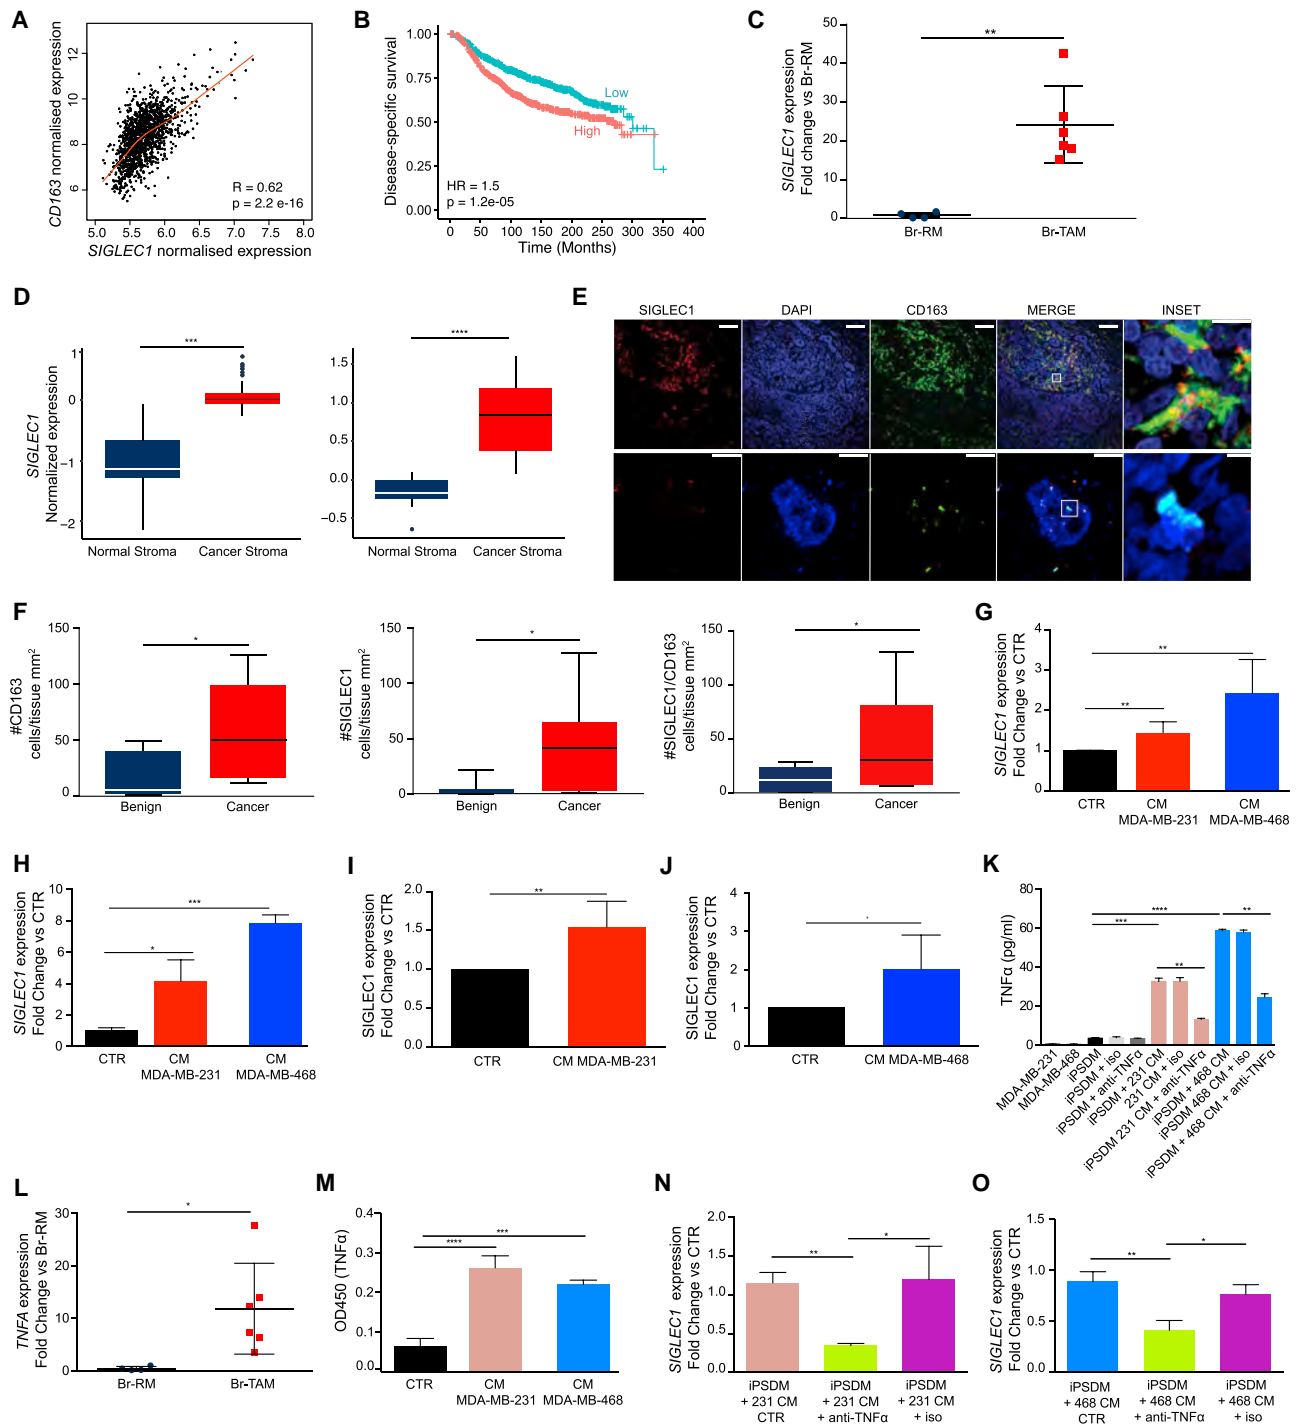 A
CD163 normalised expression
12
10
8
6
R = 0.62
p = 2.2 e-16
5.0 5.5 6.0 6.5 7.0 7.5 8.0
SIGLEC1 normalised expression
B
Disease-specific survival
1.00
0.75
0.50
0.25
0.00
Low
High
HR = 1.5
p = 1.2e-05
0 50 100 150 200 250 300 350 400
Time (Months)
C
SIGLEC1 expression
Fold change vs Br-RM
50
40
30
20
10
0
**
Br-RM Br-TAM
D
SIGLEC1
Normalized expression
1
0
−1
−2
***
Normal Stroma Cancer Stroma
1.5
1.0
0.5
0.0
−0.5
****
Normal Stroma Cancer Stroma
E
SIGLEC1 DAPI CD163 MERGE INSET
F
#CD163
cells/tissue mm²
150
100
50
0
*
Benign Cancer
#SIGLEC1
cells/tissue mm²
150
100
50
0
*
Benign Cancer
#SIGLEC1/CD163
cells/tissue mm²
150
100
50
0
*
Benign Cancer
G
SIGLEC1 expression
Fold Change vs CTR
4
3
2
1
0
**
**
CTR CM CM
MDA-MB-231 MDA-MB-468
H
SIGLEC1 expression
Fold Change vs CTR
10
8
6
4
2
0
***
*
CTR CM CM
MDA-MB-231 MDA-MB-468
I
SIGLEC1 expression
Fold Change vs CTR
2.0
1.5
1.0
0.5
0
**
CTR CM MDA-MB-231
J
SIGLEC1 expression
Fold Change vs CTR
4
3
2
1
0
*
CTR CM MDA-MB-468
K
TNFα (pg/ml)
80
60
40
20
0
****
**
***
**
MDA-MB-231
MDA-MB-468
iPSDM
iPSDM + iso
iPSDM + anti-TNFα
iPSDM + 231 CM
231 CM + iso
iPSDM 231 CM + anti-TNFα
iPSDM + 468 CM
iPSDM 468 CM + iso
iPSDM + 468 CM + anti-TNFα
L
TNFA expression
Fold Change vs Br-RM
30
20
10
0
*
Br-RM Br-TAM
M
OD450 (TNFα)
0.4
0.3
0.2
0.1
0.0
***
****
CTR CM CM
MDA-MB-231 MDA-MB-468
N
SIGLEC1 expression
Fold Change vs CTR
2.0
1.5
1.0
0.5
0.0
*
**
iPSDM iPSDM iPSDM
+ 231 CM + 231 CM + 231 CM
CTR + anti-TNFα + iso
O
SIGLEC1 expression
Fold Change vs CTR
1.5
1.0
0.5
0.0
*
**
iPSDM iPSDM iPSDM
+ 468 CM + 468 CM + 468 CM
CTR + anti-TNFα + iso